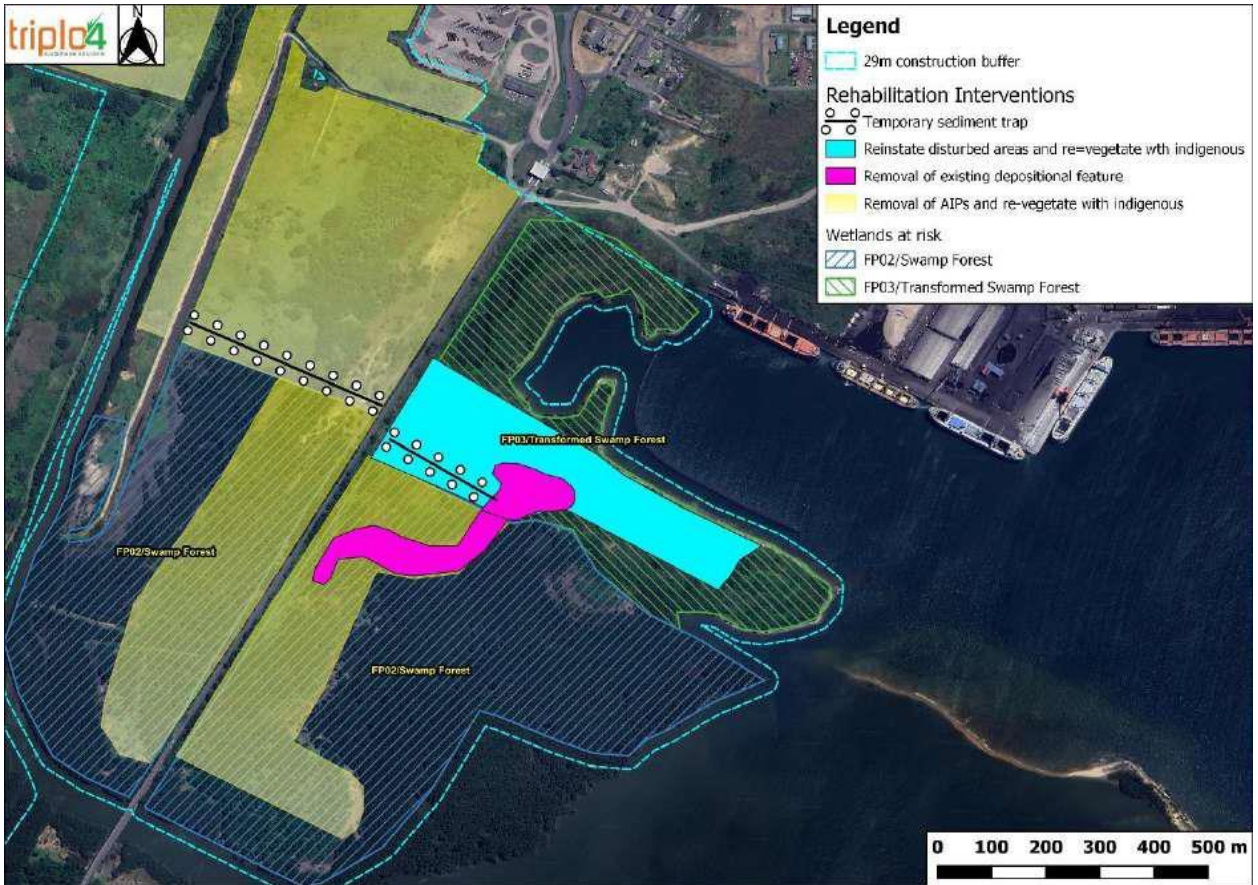 triplo4
N
Legend
29m construction buffer
Rehabilitation Interventions
Temporary sediment trap
Reinstate disturbed areas and re=vegetate wth indigenous
Removal of existing depositional feature
Removal of AIPs and re-vegetate with indigenous
Wetlands at risk
FP02/Swamp Forest
FP03/Transformed Swamp Forest
FP03/Transformed Swamp Forest
FP02/Swamp Forest
FP02/Swamp Forest
0 100 200 300 400 500 m